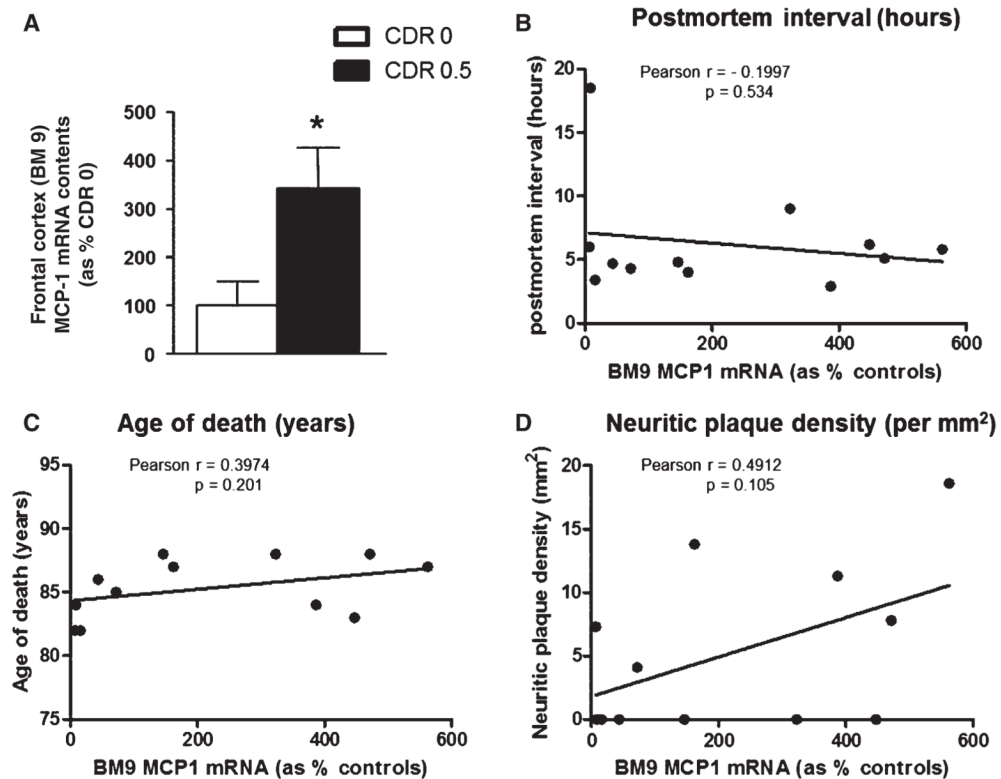 A
CDR 0
CDR 0.5
Frontal cortex (BM 9)
MCP-1 mRNA contents
(as % CDR 0)
500
400
300
200
100
0
*
B
Postmortem interval (hours)
Pearson r = - 0.1997
p = 0.534
postmortem interval (hours)
20
15
10
5
0
0 200 400 600
BM9 MCP1 mRNA (as % controls)
C
Age of death (years)
Pearson r = 0.3974
p = 0.201
Age of death (years)
95
90
85
80
75
0 200 400 600
BM9 MCP1 mRNA (as % controls)
D
Neuritic plaque density (per mm²)
Pearson r = 0.4912
p = 0.105
Neuritic plaque density (mm²)
20
15
10
5
0
0 200 400 600
BM9 MCP1 mRNA (as % controls)